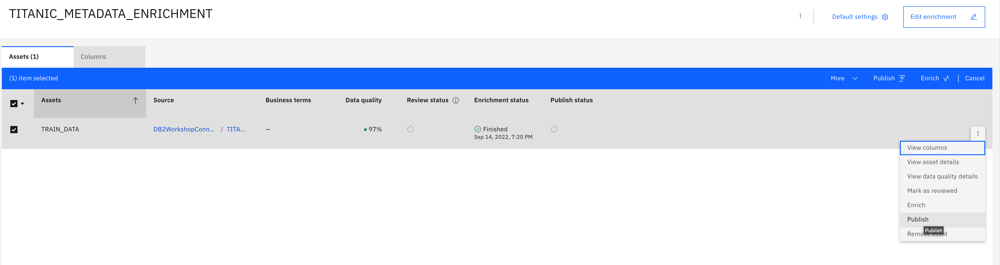 TITANIC_METADATA_ENRICHMENT
Default settings
Edit enrichment
Assets (1)
Columns
(1) item selected
More
Publish
Enrich
Cancel
Assets
Source
Business terms
Data quality
Review status
Enrichment status
Publish status
TRAIN_DATA
DB2WorkshopConn... / TITA...
—
97%
Finished
Sep 14, 2022, 7:20 PM
View columns
View asset details
View data quality details
Mark as reviewed
Enrich
Publish
Publish
Remove asset